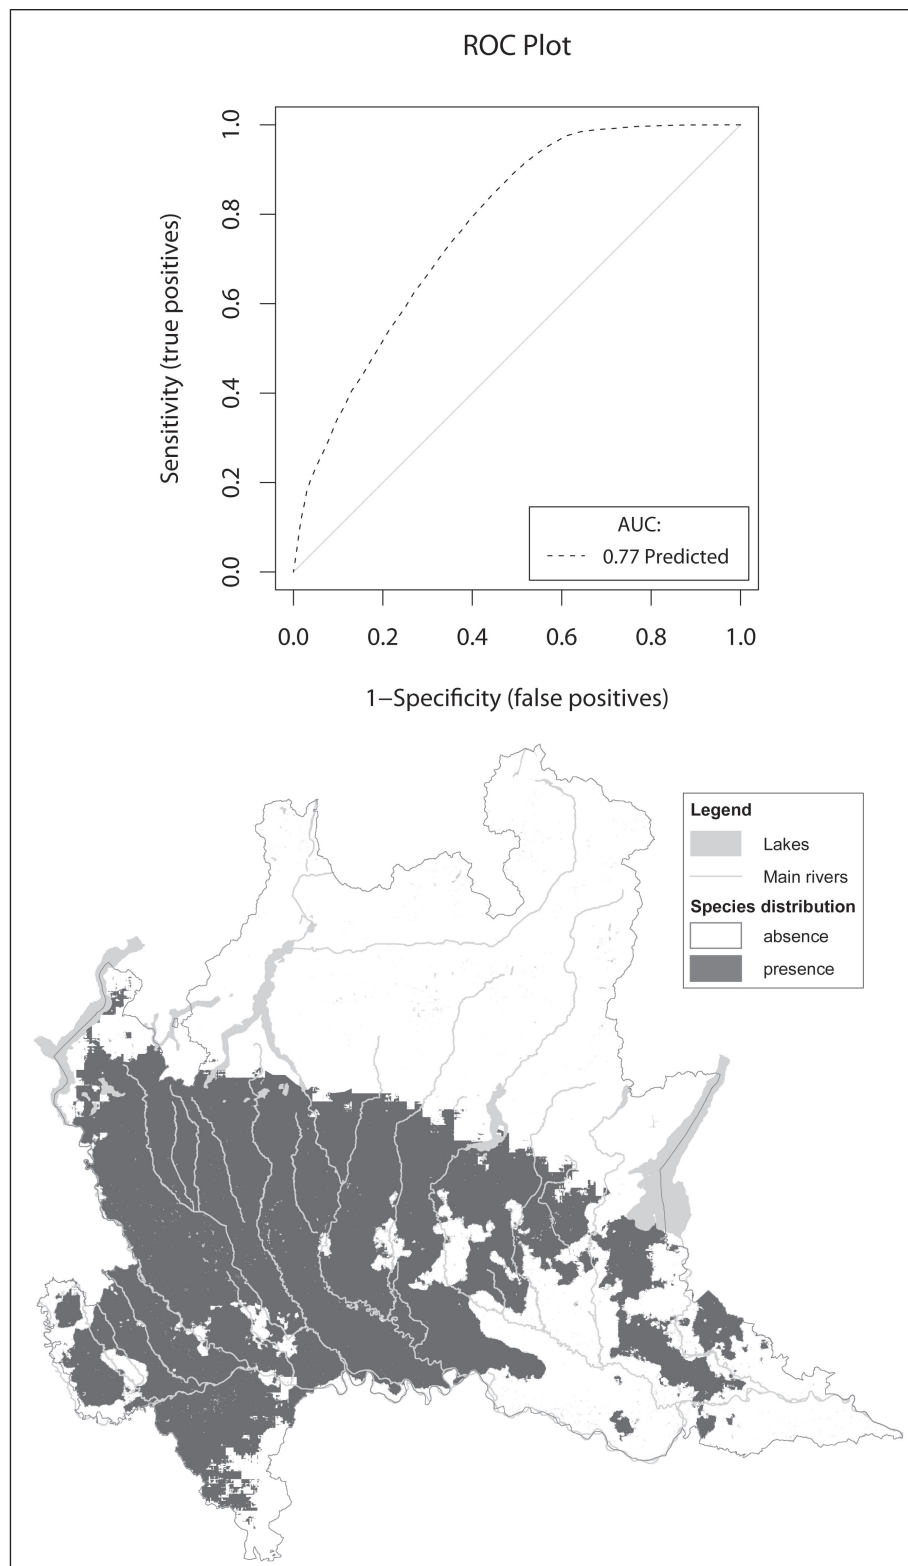 ROC Plot
1.0
0.8
0.6
0.4
0.2
0.0
Sensitivity (true positives)
AUC:
0.77 Predicted
0.0 0.2 0.4 0.6 0.8 1.0
1−Specificity (false positives)
Legend
Lakes
Main rivers
Species distribution
absence
presence